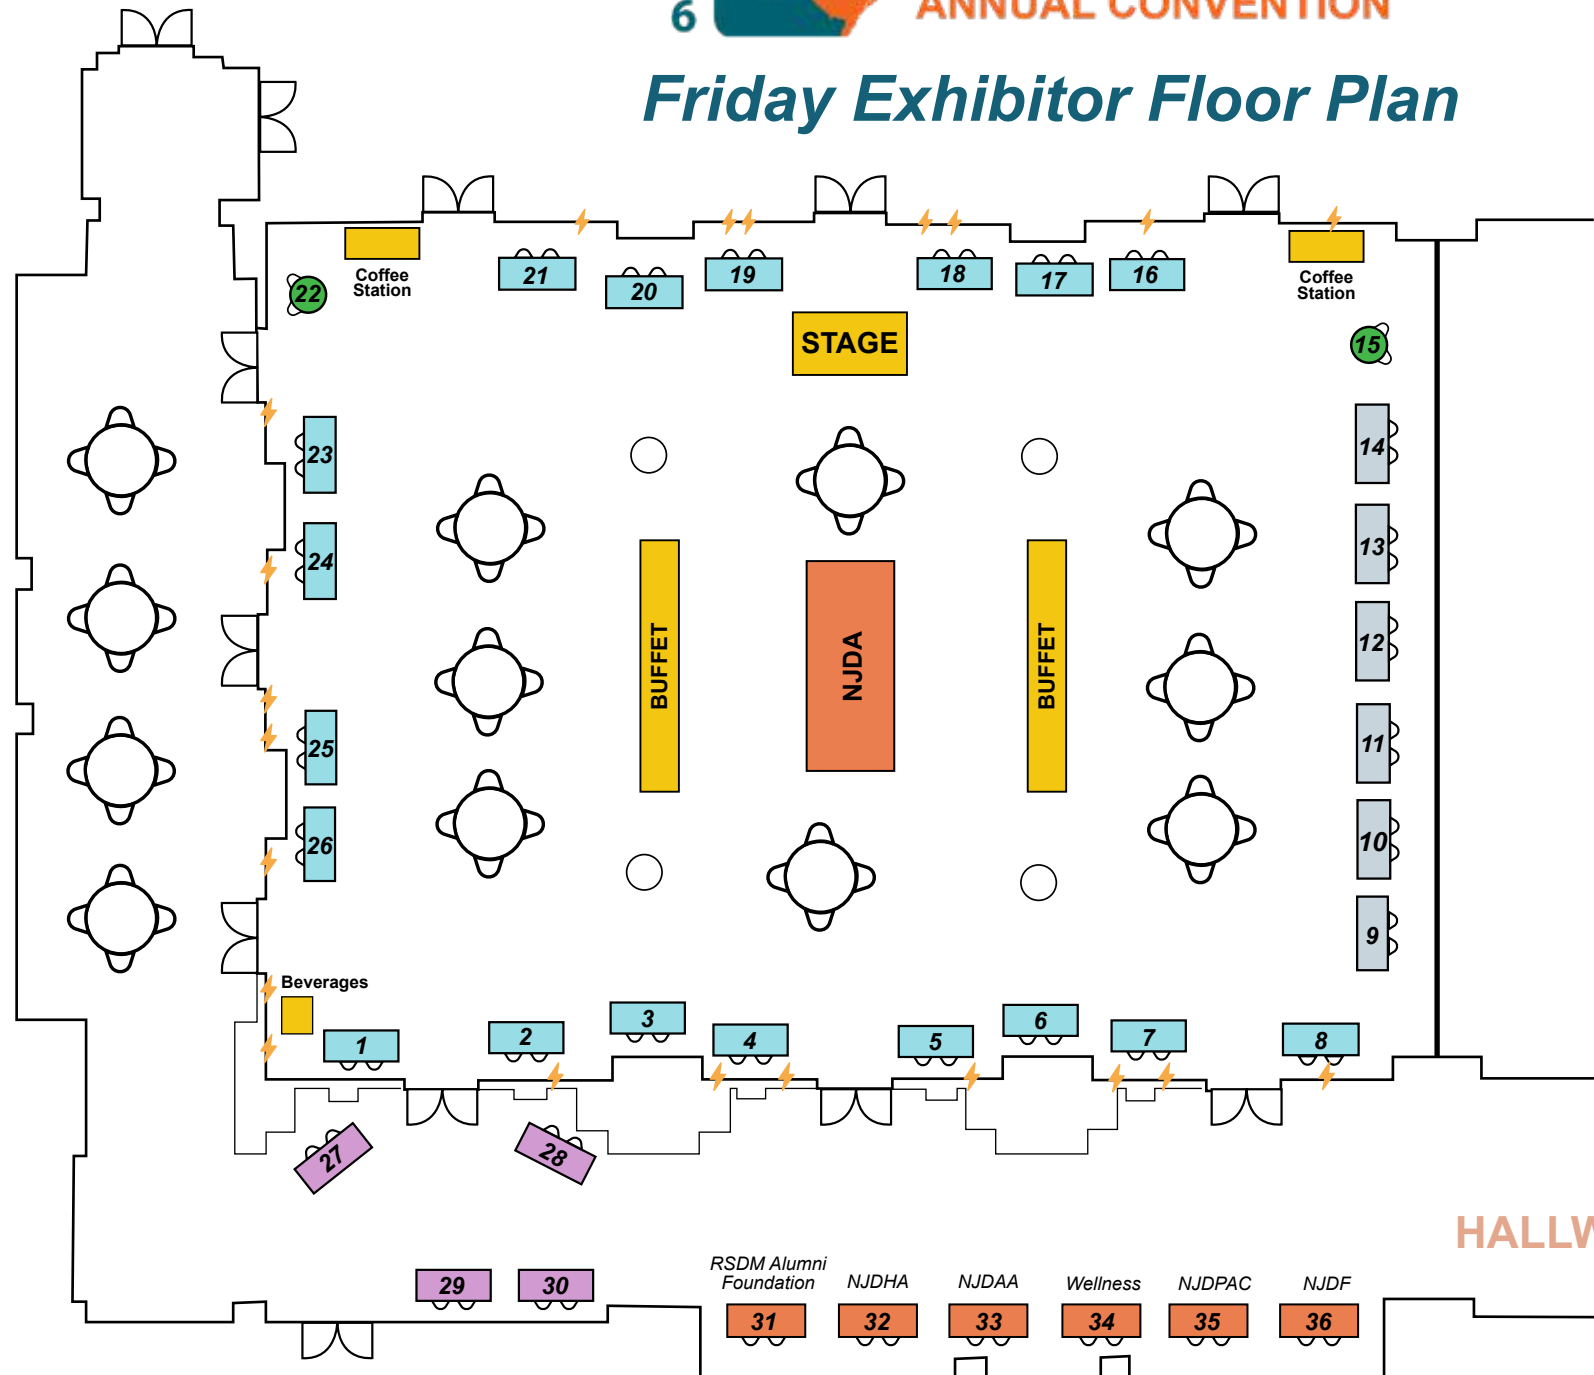 6
ANNUAL CONVENTION
Friday Exhibitor Floor Plan
Coffee
Station
21
20
19
18
17
16
Coffee
Station
22
STAGE
15
23
14
24
13
BUFFET
NJDA
BUFFET
12
25
11
26
10
9
Beverages
1
2
3
4
5
6
7
8
27
28
HALLW
29
30
RSDM Alumni
Foundation
NJDHA
NJDAA
Wellness
NJDPAC
NJDF
31
32
33
34
35
36